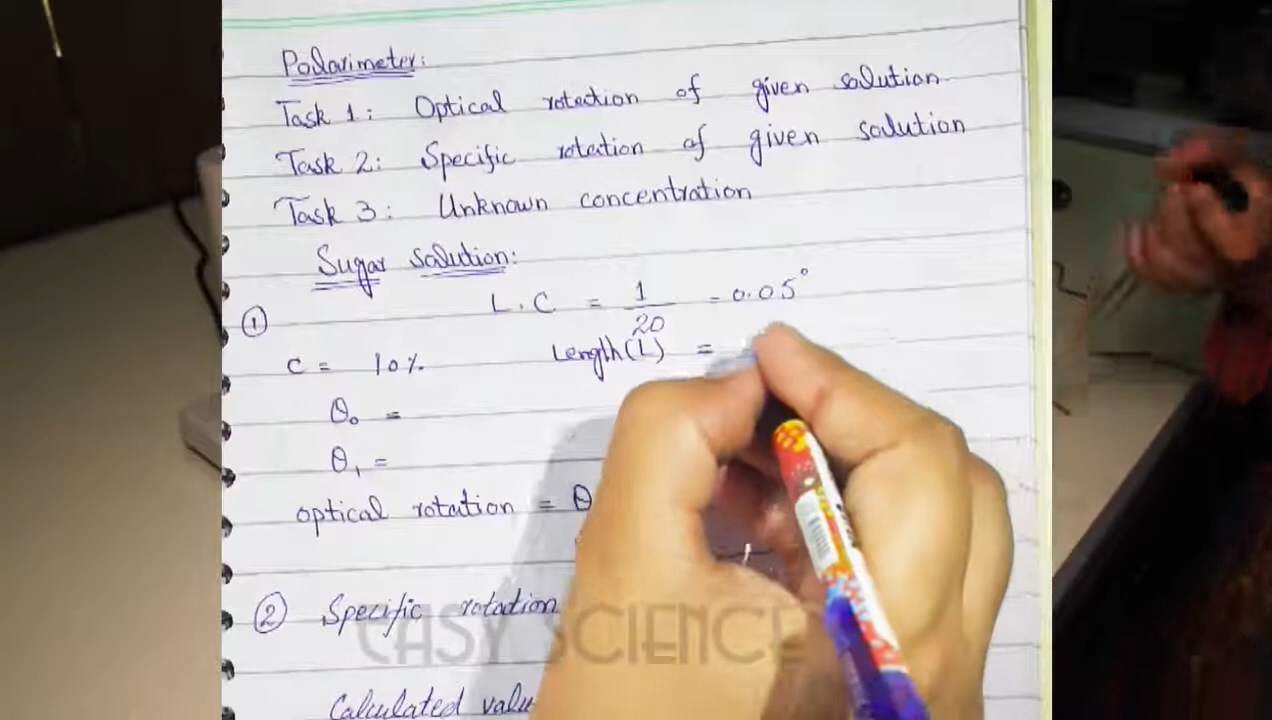 Polarimeter:
Task 1: Optical rotation of given solution
Task 2: Specific rotation of given solution
Task 3: Unknown concentration
Sugar solution:
① L.C = 1/20 = 0.05°
C = 10% Length(L) =
θ₀ =
θ₁ =
optical rotation = θ
② Specific rotation
EASY SCIENCE
Calculated valu